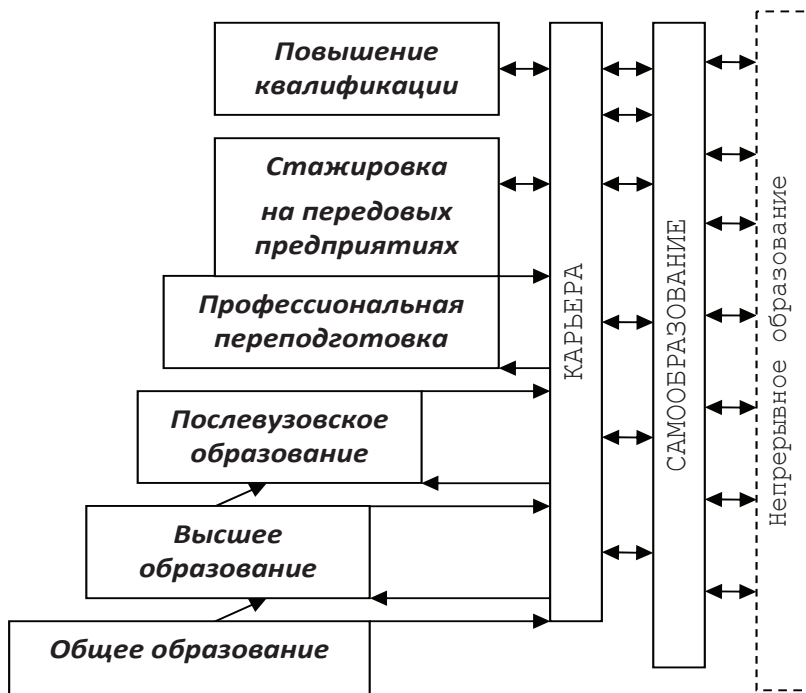 Повышение
квалификации
Стажировка
на передовых
предприятиях
Профессиональная
переподготовка
Послевузовское
образование
Высшее
образование
Общее образование
КАРЬЕРА
САМООБРАЗОВАНИЕ
Непрерывное образование